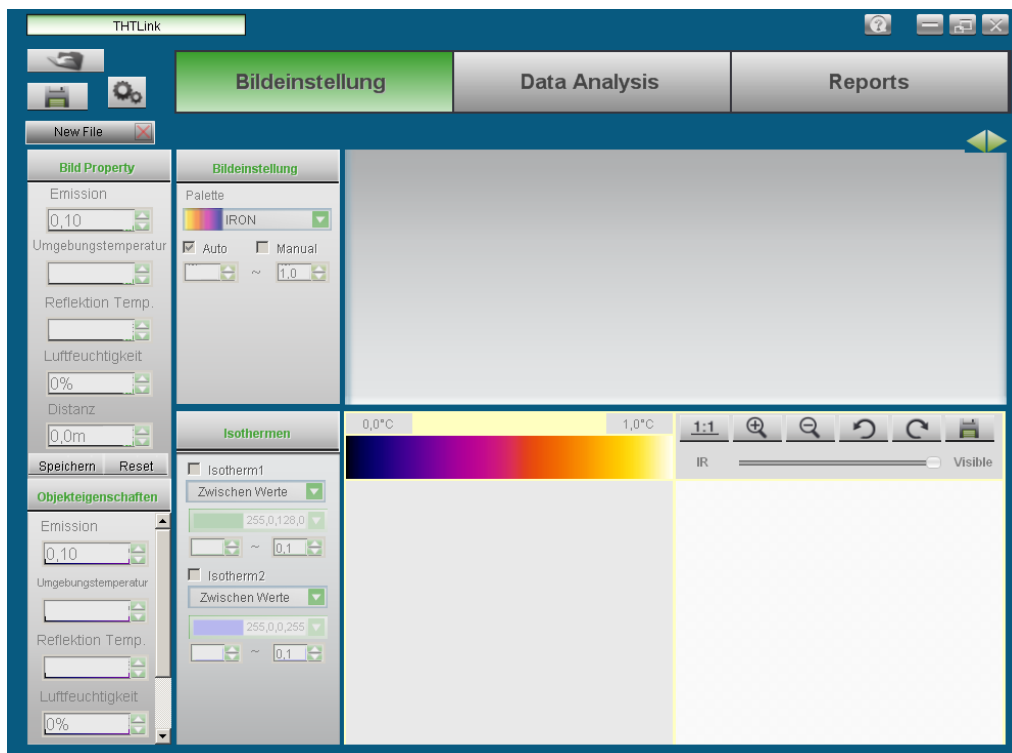 THTLink
Bildeinstellung
Data Analysis
Reports
New File
Bild Property
Emission
0,10
Umgebungstemperatur
Reflektion Temp.
Luftfeuchtigkeit
0%
Distanz
0,0m
Speichern Reset
Objekteigenschaften
Emission
0,10
Umgebungstemperatur
Reflektion Temp.
Luftfeuchtigkeit
0%
Bildeinstellung
Palette
IRON
Auto Manual
~ 1,0
Isothermen
Isotherm1
Zwischen Werte
255,0,128,0
~ 0,1
Isotherm2
Zwischen Werte
255,0,0,255
~ 0,1
0,0°C 1,0°C
1:1
IR Visible